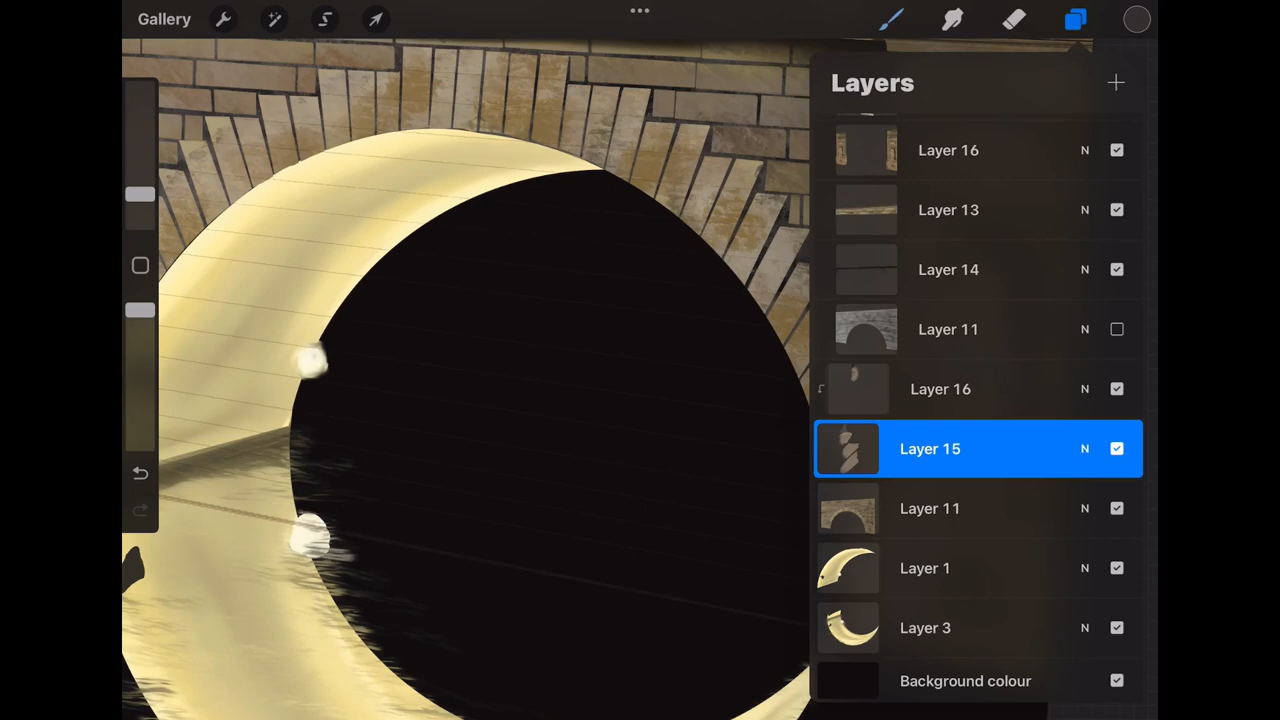 Gallery
Layers
Layer 16 N
Layer 13 N
Layer 14 N
Layer 11 N
Layer 16 N
Layer 15 N
Layer 11 N
Layer 1 N
Layer 3 N
Background colour